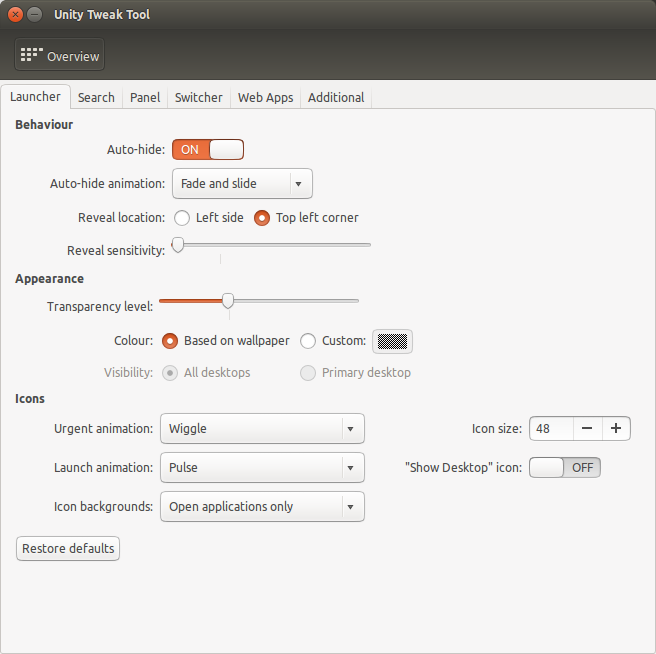 Unity Tweak Tool
Overview
Launcher Search Panel Switcher Web Apps Additional
Behaviour
Auto-hide: ON
Auto-hide animation: Fade and slide
Reveal location: Left side Top left corner
Reveal sensitivity:
Appearance
Transparency level:
Colour: Based on wallpaper Custom:
Visibility: All desktops Primary desktop
Icons
Urgent animation: Wiggle Icon size: 48
Launch animation: Pulse "Show Desktop" icon: OFF
Icon backgrounds: Open applications only
Restore defaults